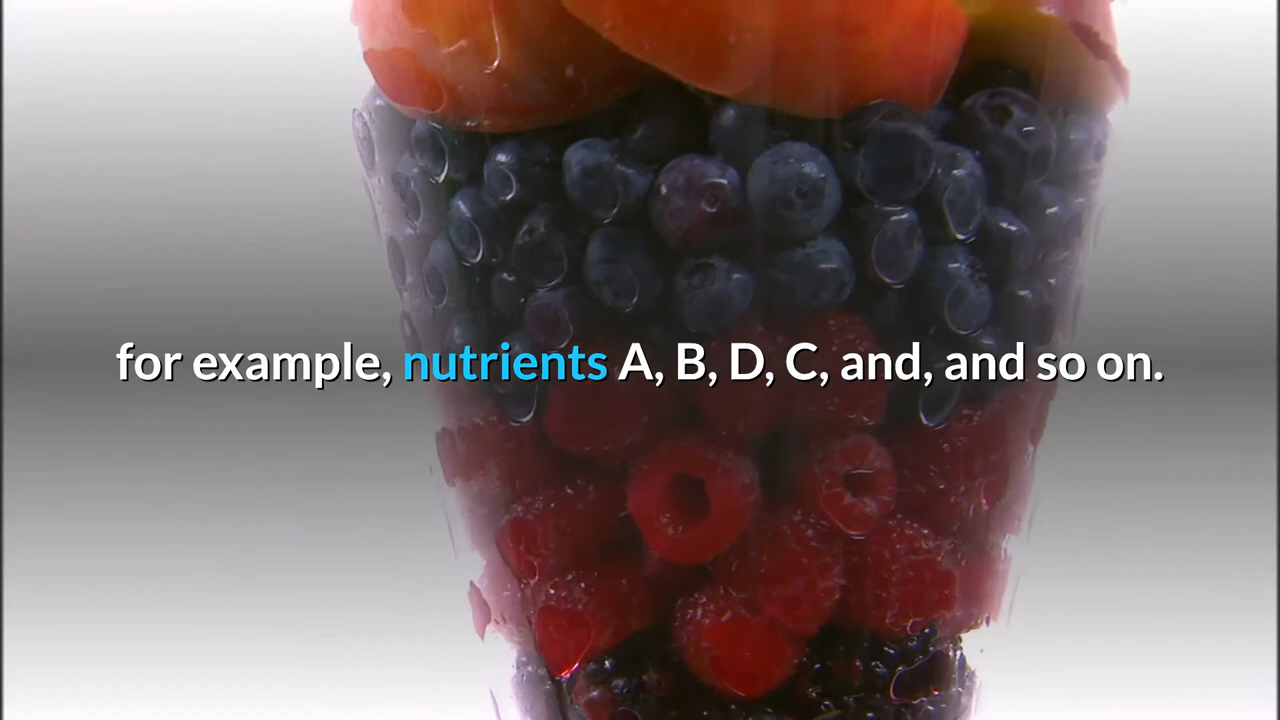 for example, nutrients A, B, D, C, and, and so on.